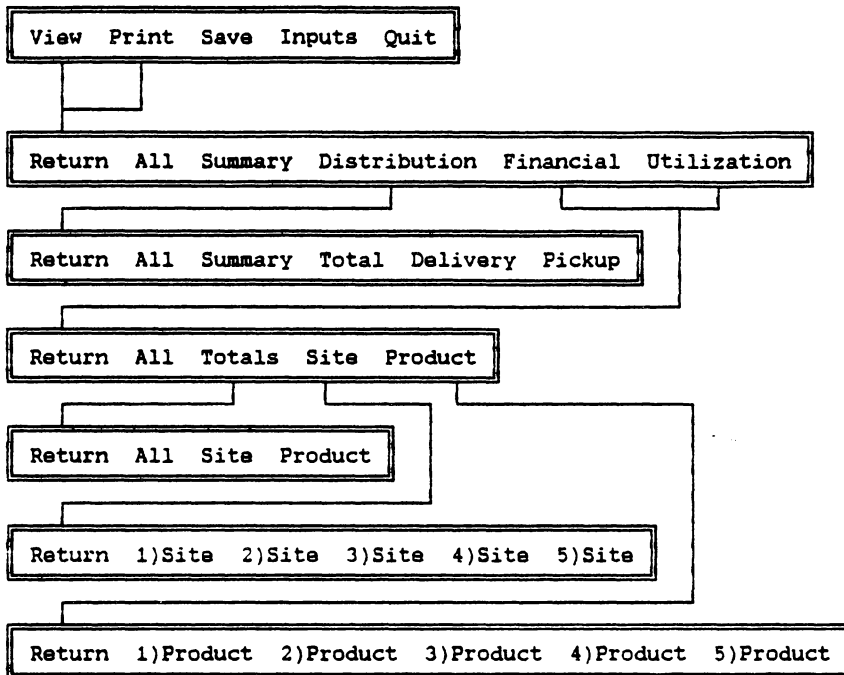 View Print Save Inputs Quit
Return All Summary Distribution Financial Utilization
Return All Summary Total Delivery Pickup
Return All Totals Site Product
Return All Site Product
Return 1)Site 2)Site 3)Site 4)Site 5)Site
Return 1)Product 2)Product 3)Product 4)Product 5)Product